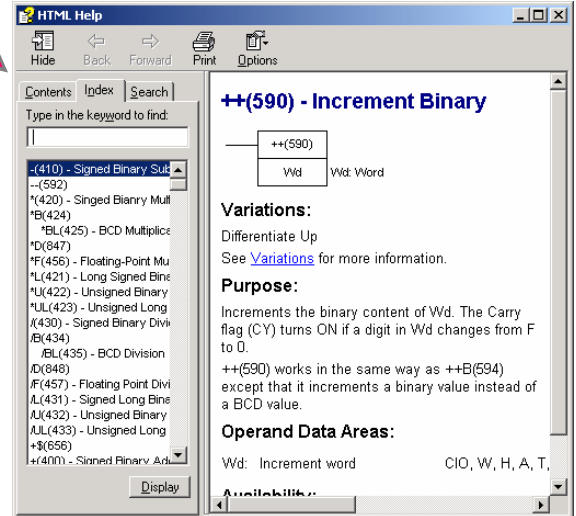 HTML Help
Hide Back Forward Print Options
Contents Index Search
Type in the keyword to find:
-(410) - Signed Binary Sub
--(592)
*(420) - Singed Bianry Mult
*B(424)
*BL(425) - BCD Multiplica
*D(847)
*F(456) - Floating-Point Mu
*L(421) - Long Signed Bina
*U(422) - Unsigned Binary
*UL(423) - Unsigned Long
/(430) - Signed Binary Divi
/B(434)
/BL(435) - BCD Division
/D(848)
/F(457) - Floating Point Divi
/L(431) - Signed Long Bina
/U(432) - Unsigned Binary
/UL(433) - Unsigned Long
+$(656)
+(400) - Signed Binary Add
Display
++(590) - Increment Binary
++(590)
Wd Wd: Word
Variations:
Differentiate Up
See Variations for more information.
Purpose:
Increments the binary content of Wd. The Carry
flag (CY) turns ON if a digit in Wd changes from F
to 0.
++(590) works in the same way as ++B(594)
except that it increments a binary value instead of
a BCD value.
Operand Data Areas:
Wd: Increment word CIO, W, H, A, T,
Availability: